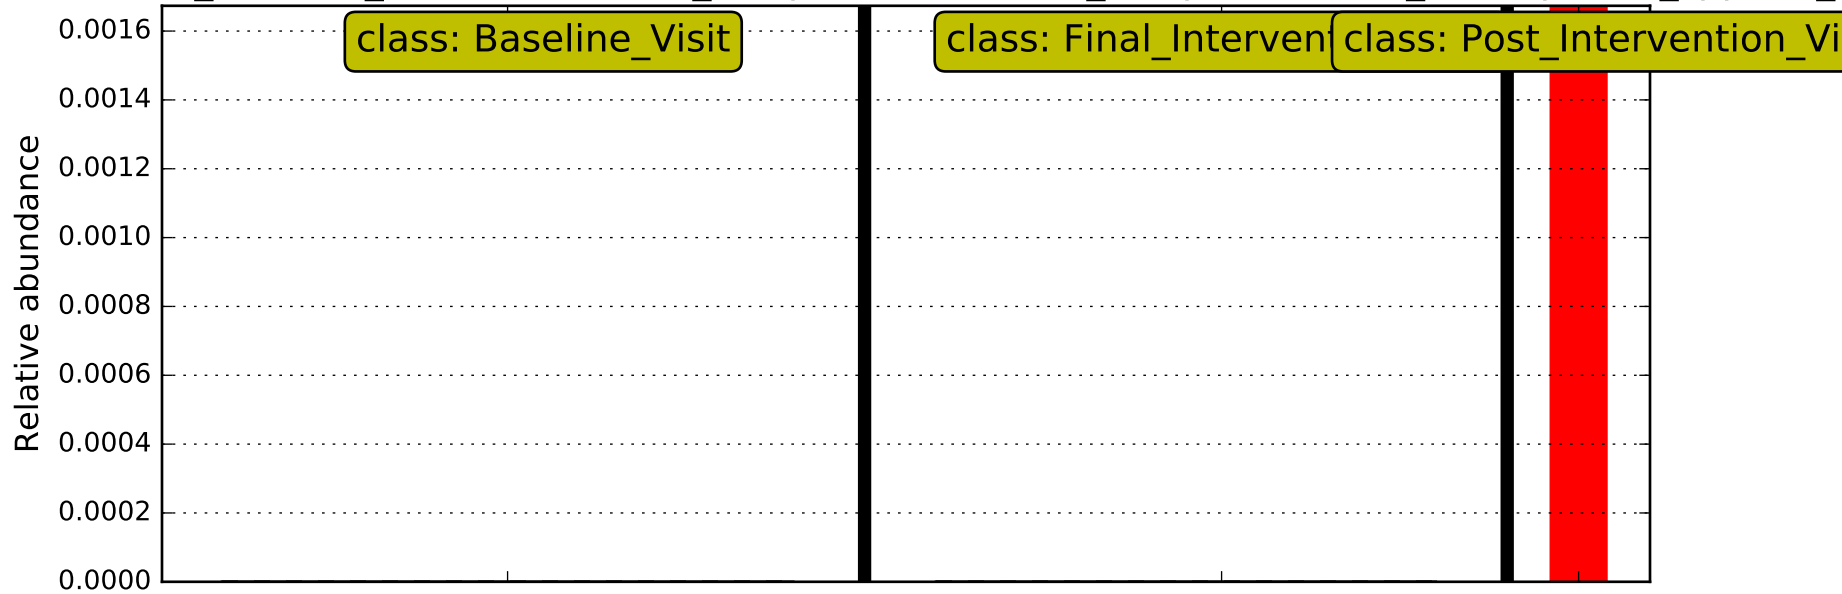 class: Baseline_Visit
class: Final_Intervent
class: Post_Intervention_Vi
0.0016
0.0014
0.0012
0.0010
0.0008
0.0006
0.0004
0.0002
0.0000
Relative abundance